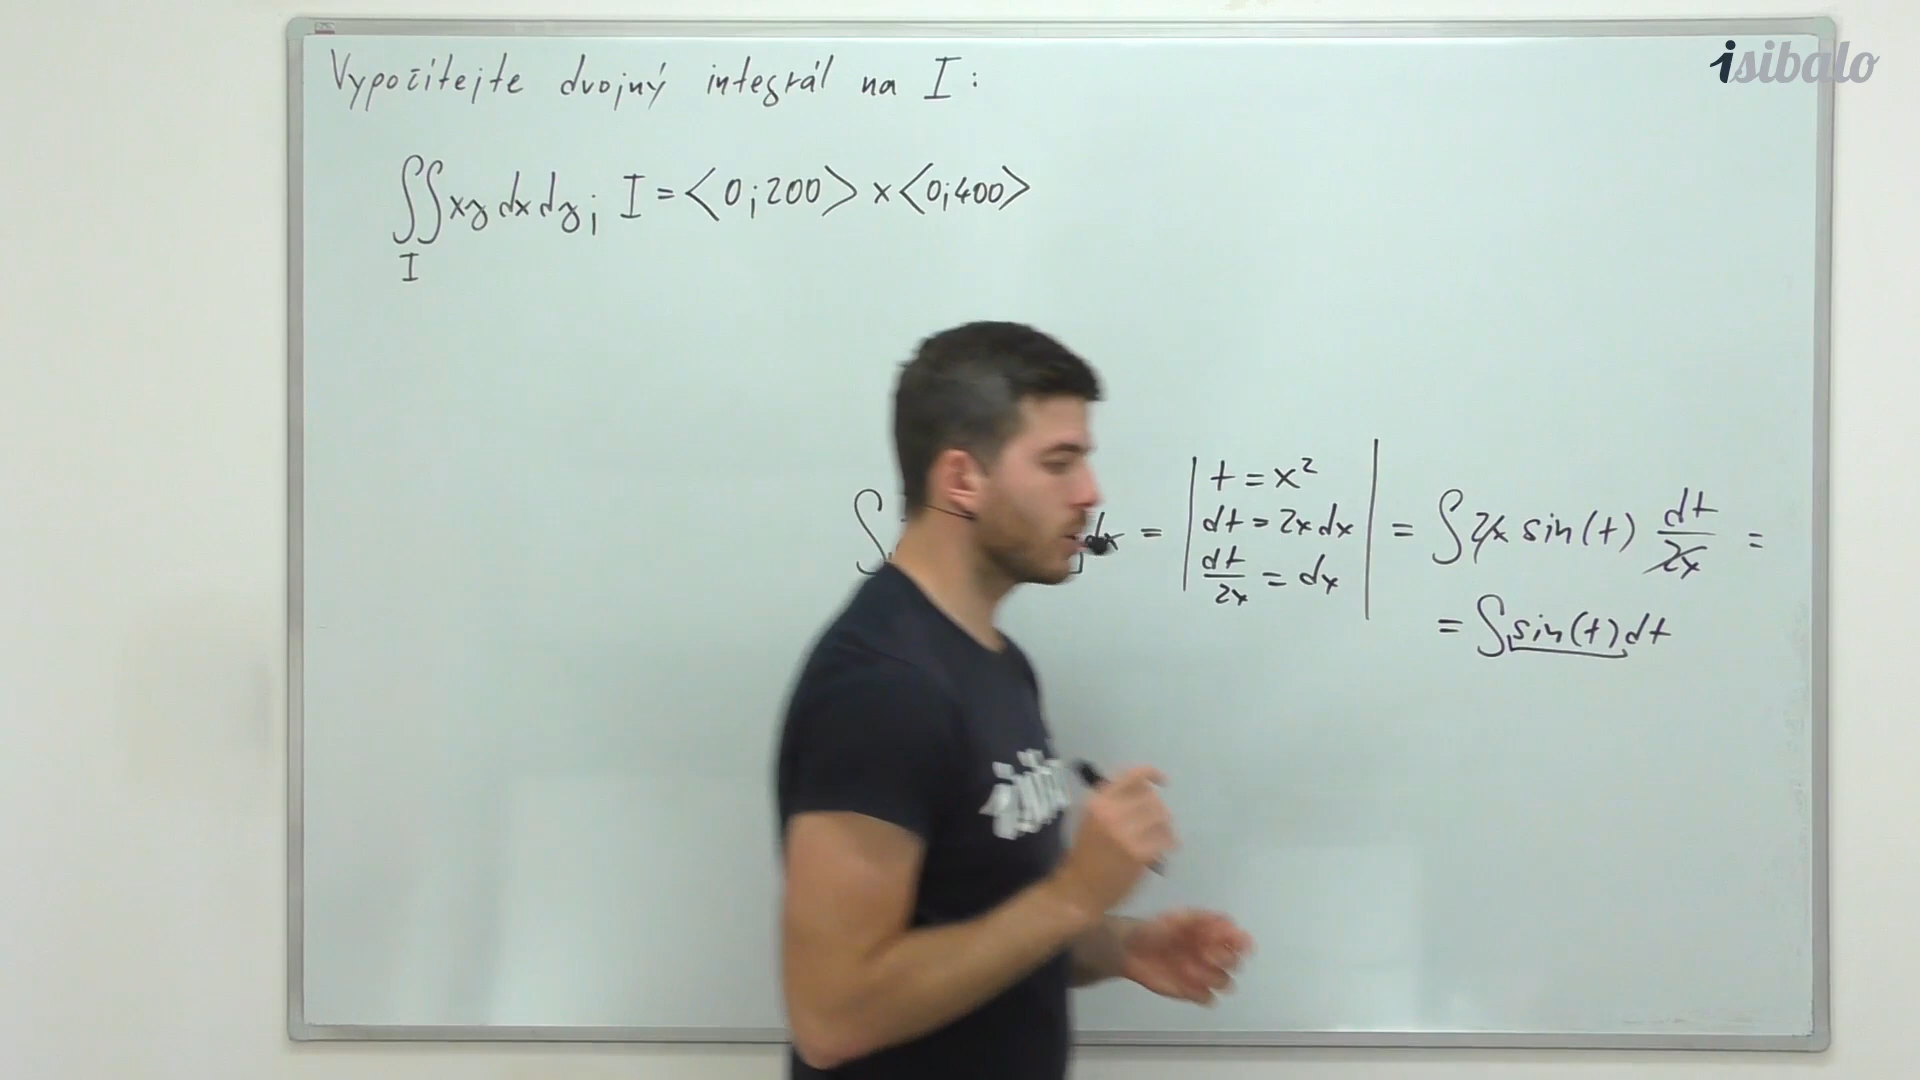 isibalo
Vypočítejte dvojný integrál na I:
∬xy dx dy; I = <0;200> x <0;400>
I
∫ dx = | t = x² | = ∫ 2x sin(t) dt/2x =
dt = 2x dx
dt/2x = dx
= ∫ sin(t) dt